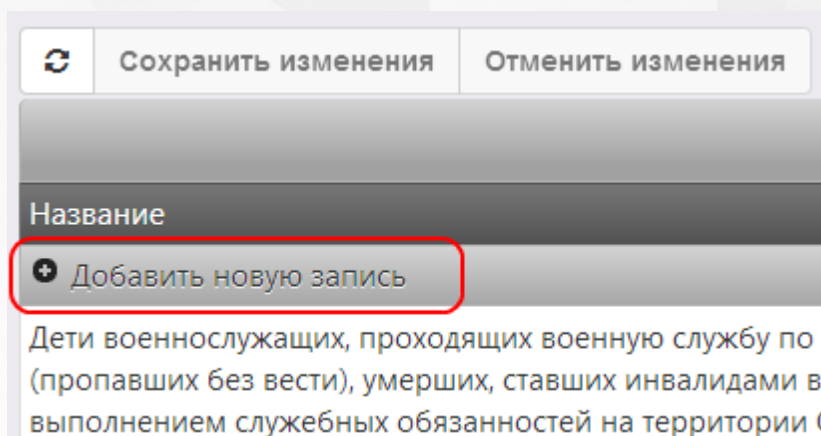 Сохранить изменения Отменить изменения
Название
Добавить новую запись
Дети военнослужащих, проходящих военную службу по
(пропавших без вести), умерших, ставших инвалидами в
выполнением служебных обязанностей на территории